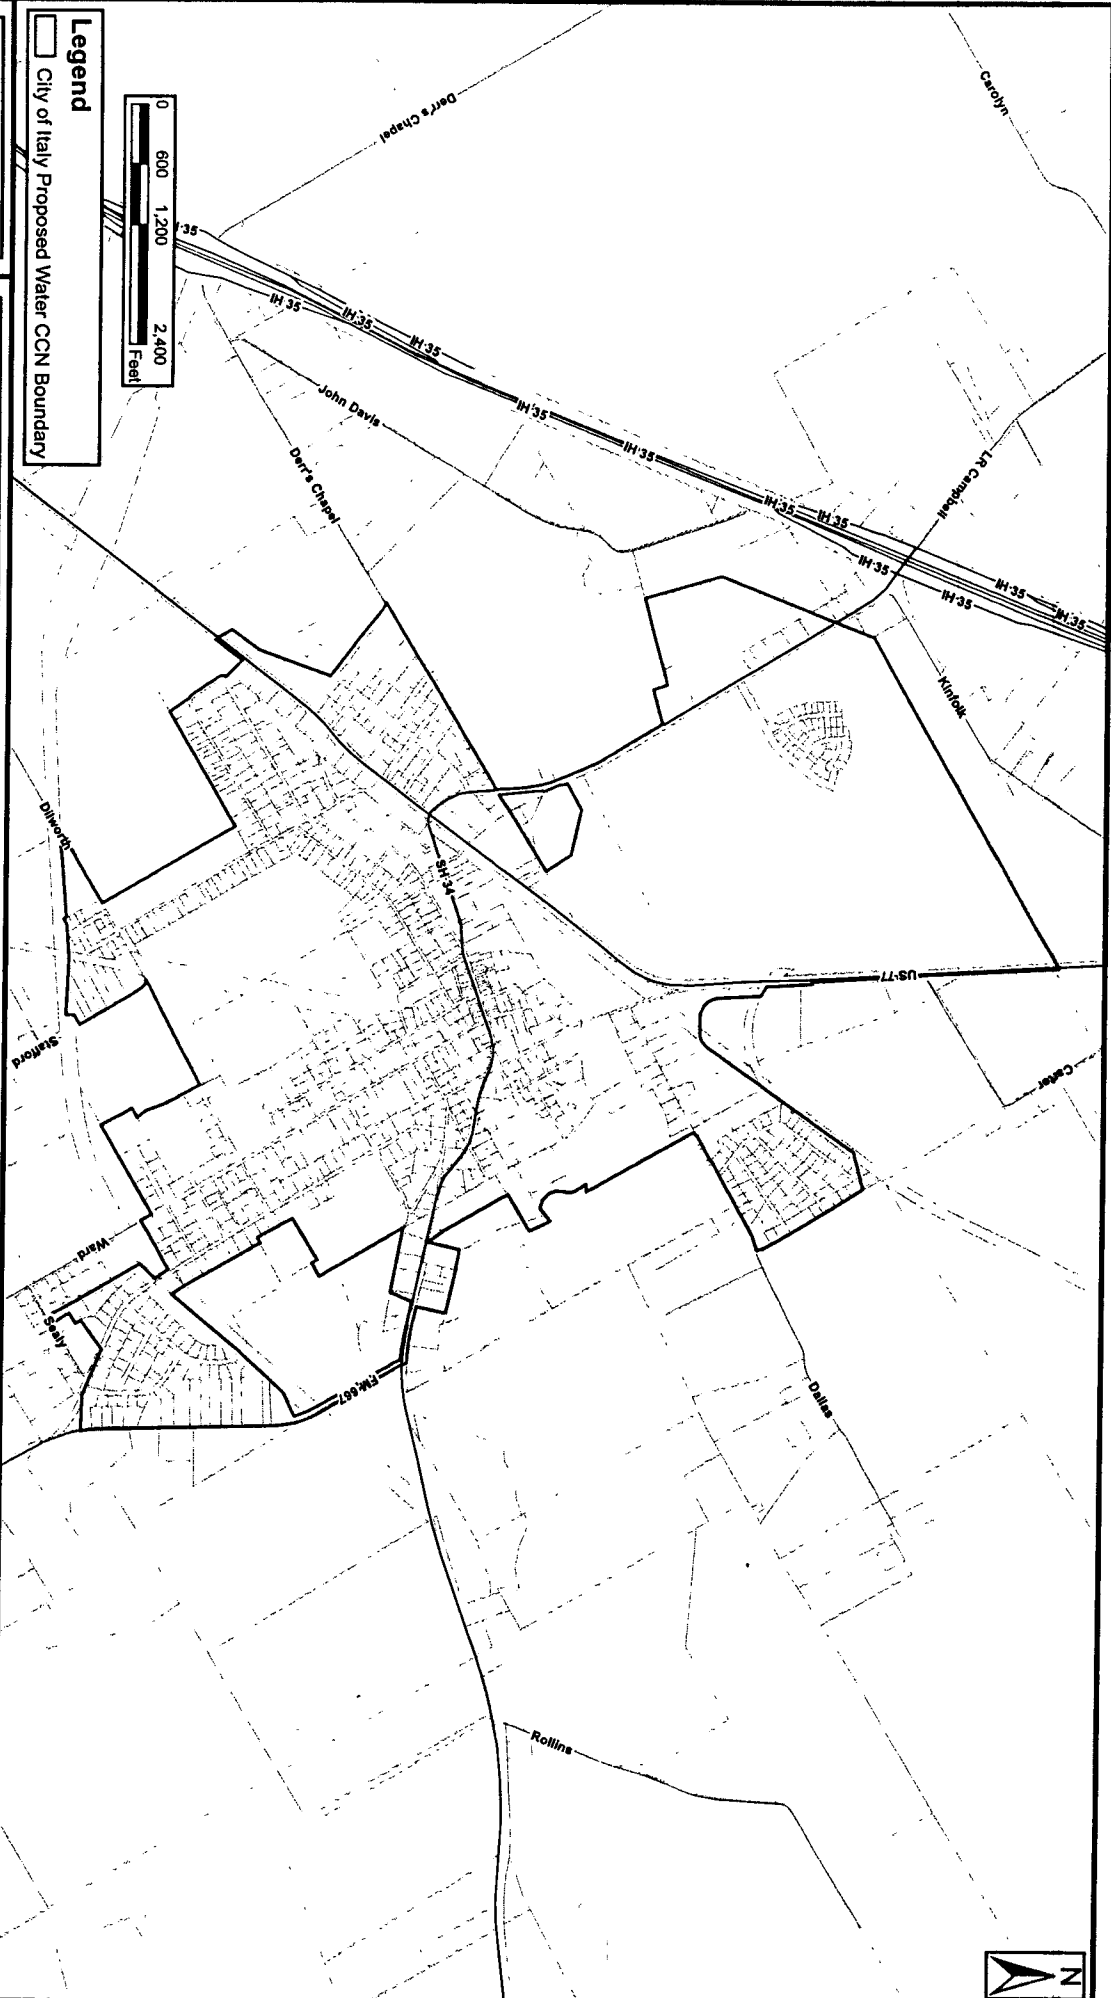 Legend
City of Italy Proposed Water CCN Boundary
0 600 1,200 2,400
Feet
N
Carolyn
Derr's Chapel
IH 35
IH 35
IH 35
IH 35
IH 35
IH 35
IH 35
IH 35
IH 35
IH 35
IH 35
IH 35
John Davis
Derr's Chapel
LR Campbell
Kinfolk
US 77
Carter
SH 34
Dilworth
Stafford
Ward
Sealy
FM 667
Dallas
Rollins